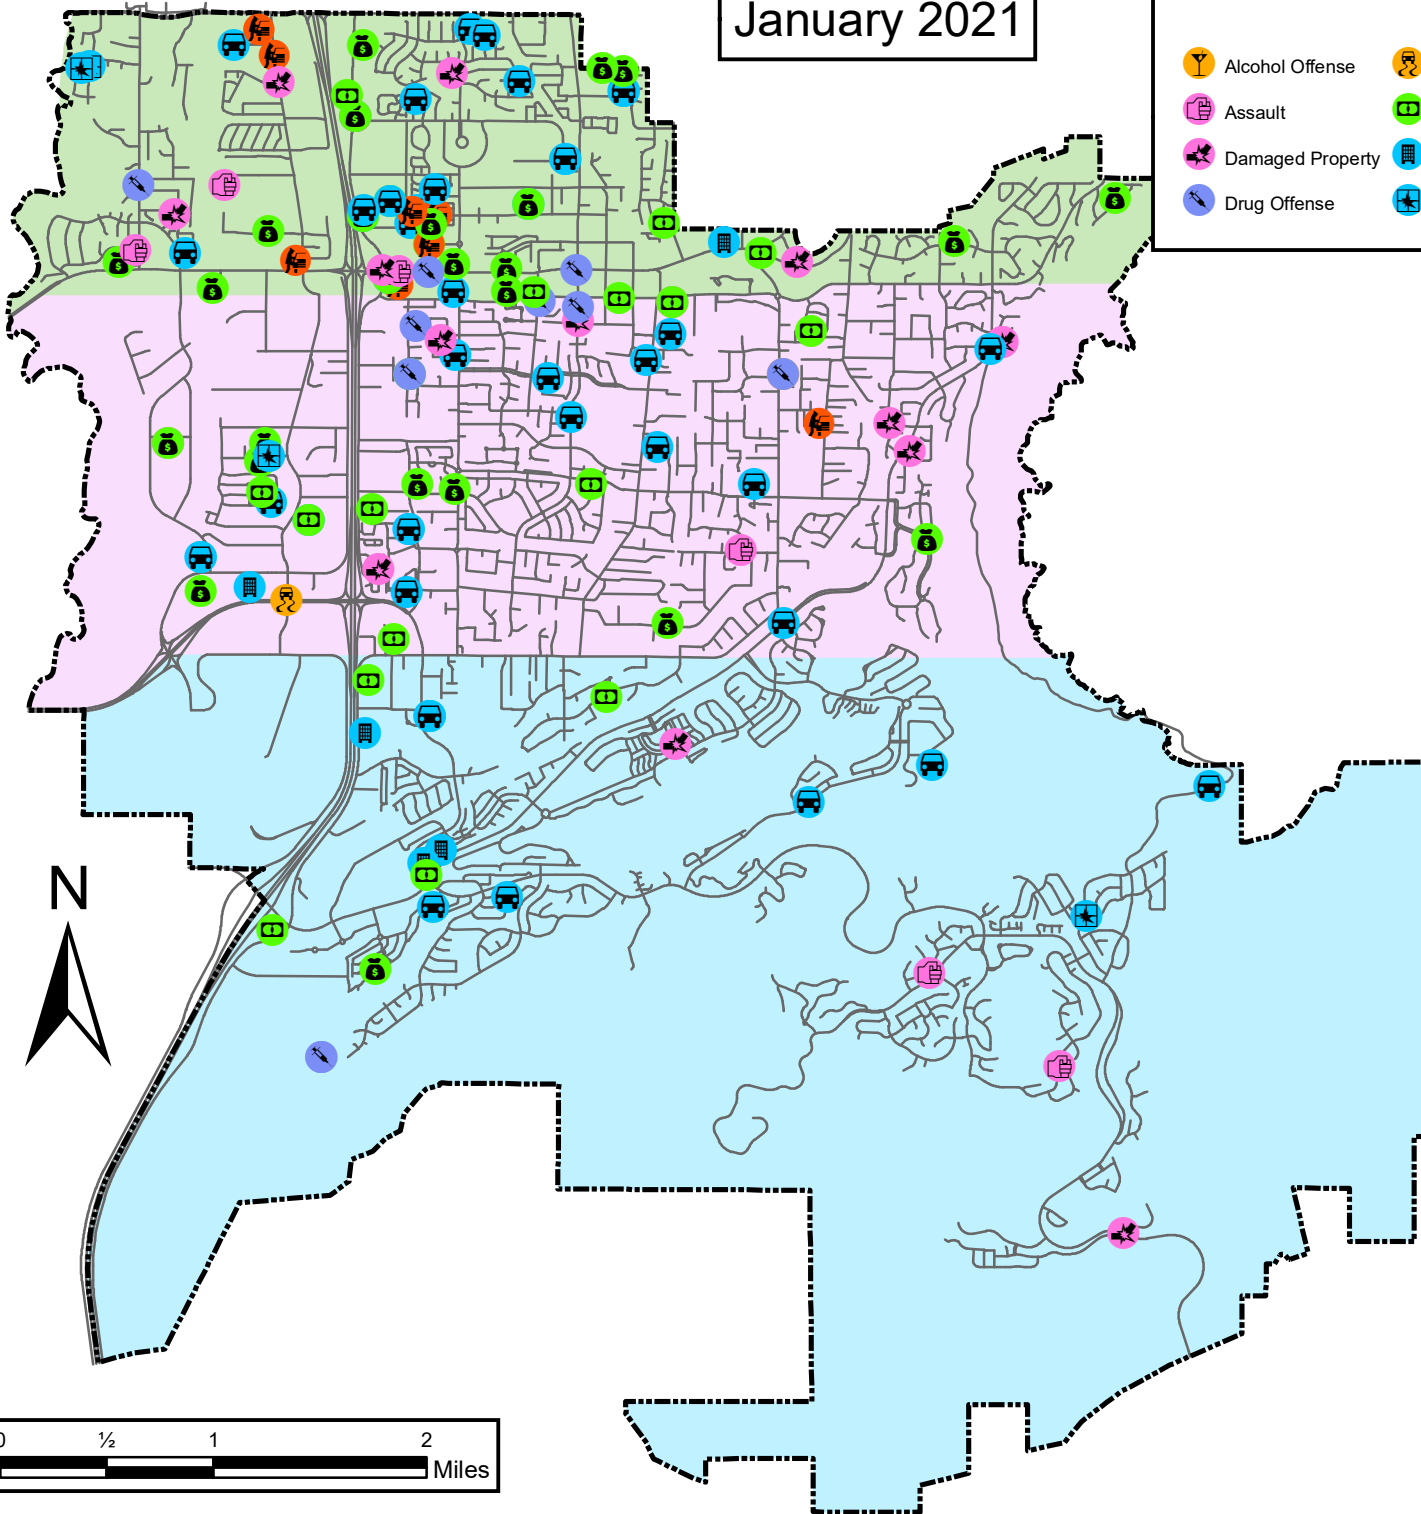 January 2021
Alcohol Offense
Assault
Damaged Property
Drug Offense
N
0 ½ 1 2
Miles